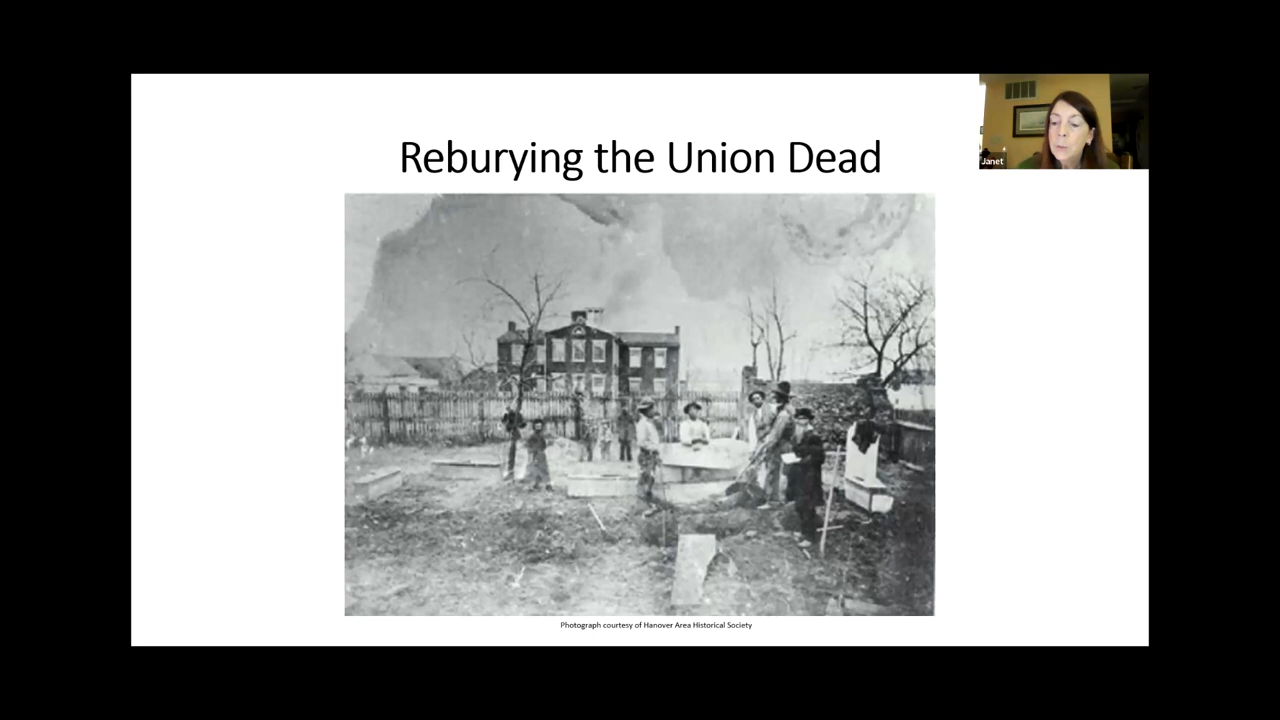 Reburying the Union Dead
Janet
Photograph courtesy of Hanover Area Historical Society